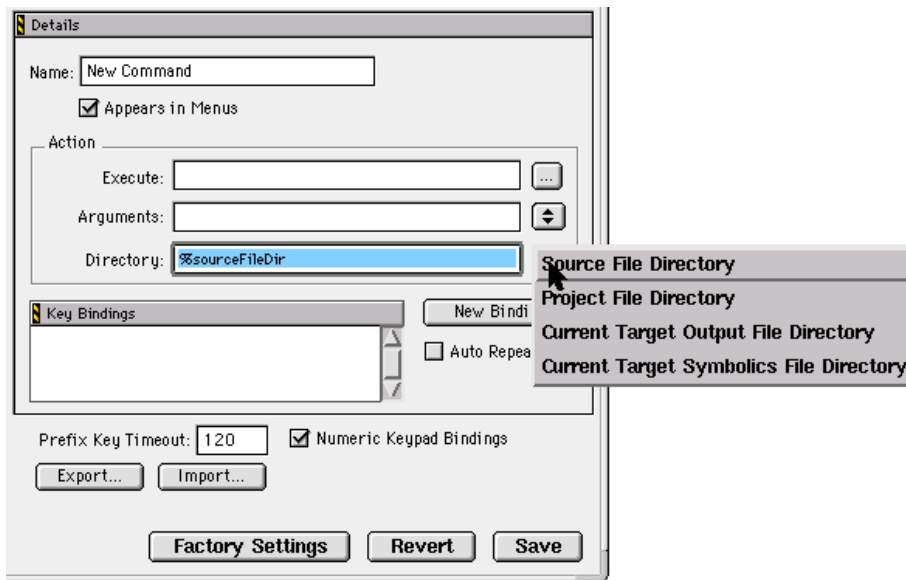 Details
Name: New Command
Appears in Menus
Action
Execute:
...
Arguments:
Directory: %sourceFileDir
Source File Directory
Project File Directory
Current Target Output File Directory
Current Target Symbolics File Directory
Key Bindings
New Bindi
Auto Repea
Prefix Key Timeout: 120
Numeric Keypad Bindings
Export... Import...
Factory Settings Revert Save